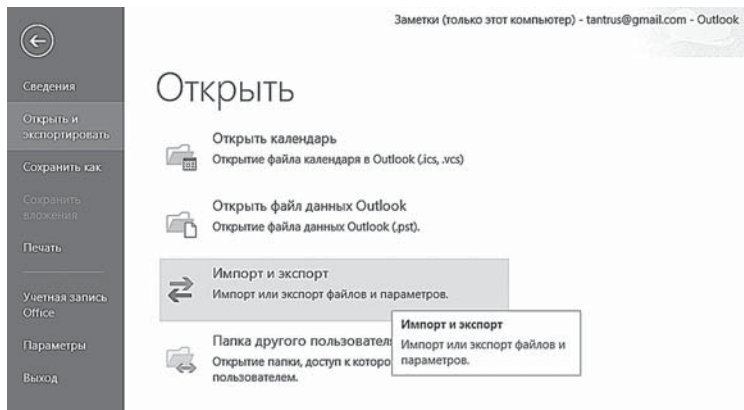 Заметки (только этот компьютер) - tantrus@gmail.com - Outlook
Сведения
Открыть и
экспортировать
Сохранить как
Сохранить
вложения
Печать
Учетная запись
Office
Параметры
Выход
Открыть
Открыть календарь
Открытие файла календаря в Outlook (.ics, .vcs)
Открыть файл данных Outlook
Открытие файла данных Outlook (.pst).
Импорт и экспорт
Импорт или экспорт файлов и параметров.
Папка другого пользователя
Открытие папки, доступ к которо
пользователем.
Импорт и экспорт
Импорт или экспорт файлов и
параметров.